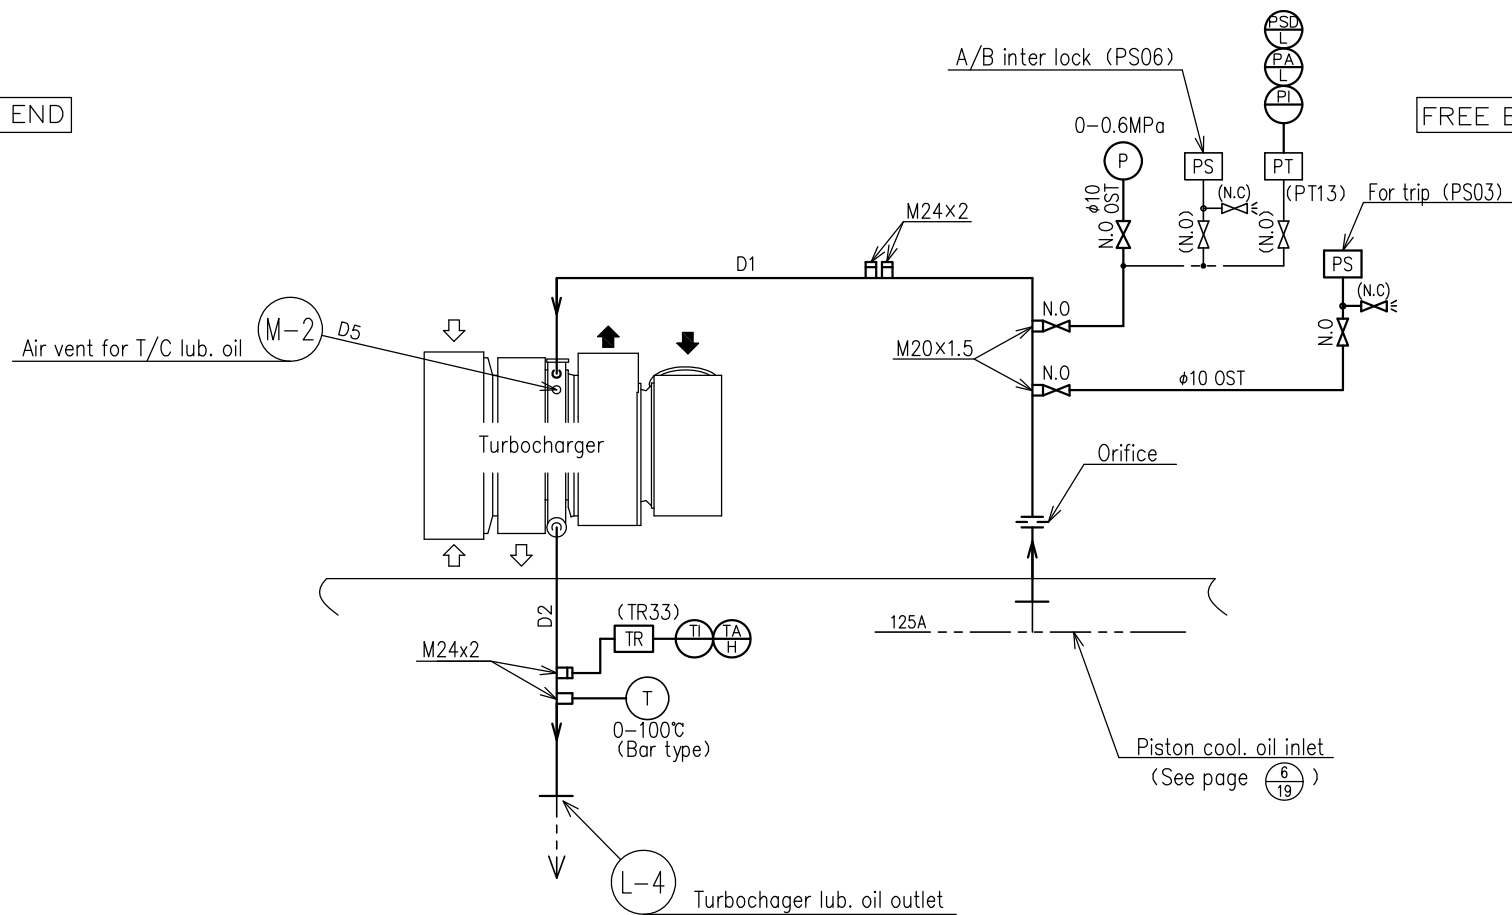 PSD
L
PA
L
PI
A/B inter lock (PS06)
END
FREE E
0-0.6MPa
P
PS
PT
(PT13)
For trip (PS03)
(N.C)
φ10
OST
N.O
(N.O)
(N.O)
M24×2
D1
PS
(N.C)
N.O
N.O
M-2
D5
Air vent for T/C lub. oil
M20×1.5
N.O
φ10 OST
Turbocharger
Orifice
D2
(TR33)
TR
TI
TA
H
125A
M24x2
T
0-100℃
(Bar type)
Piston cool. oil inlet
(See page 6/19)
L-4
Turbochager lub. oil outlet